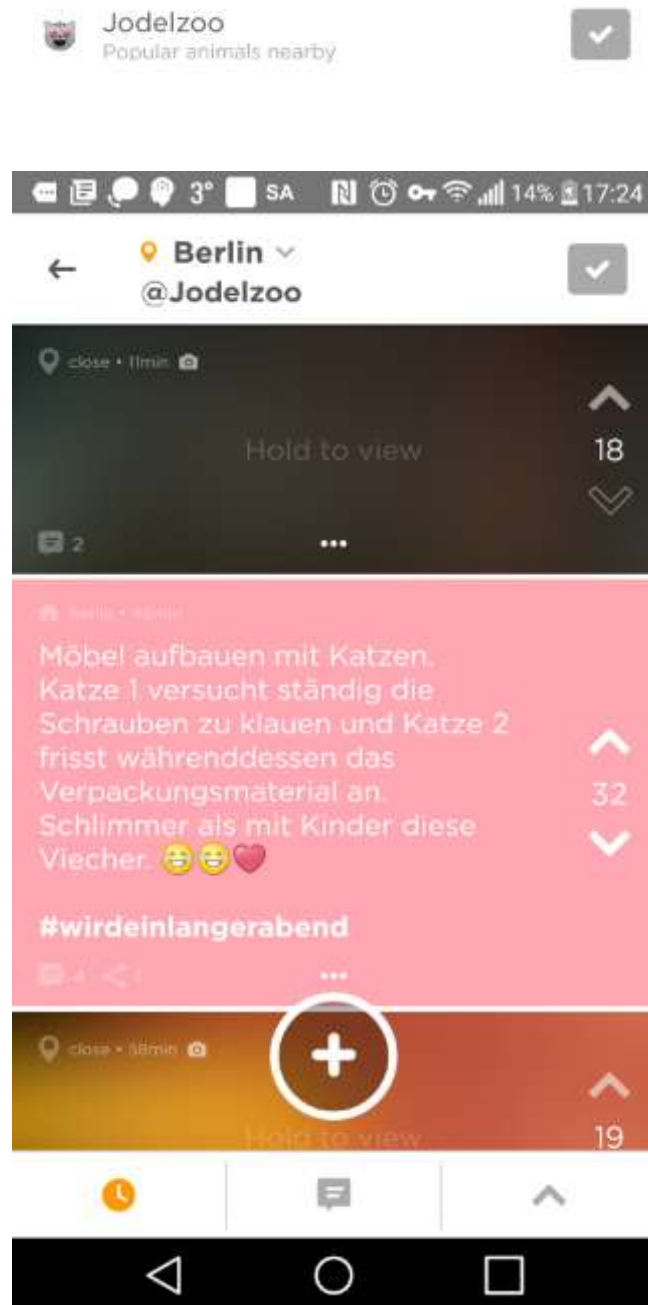 Jodelzoo
Popular animals nearby
3° SA 14% 17:24
Berlin
@Jodelzoo
close • 11min
Hold to view
18
2
Möbel aufbauen mit Katzen.
Katze 1 versucht ständig die
Schrauben zu klauen und Katze 2
frisst währenddessen das
Verpackungsmaterial an.
Schlimmer als mit Kinder diese
Viecher. 😂😂❤
32
#wirdeinlangerabend
4 1
close • 58min
Hold to view
19